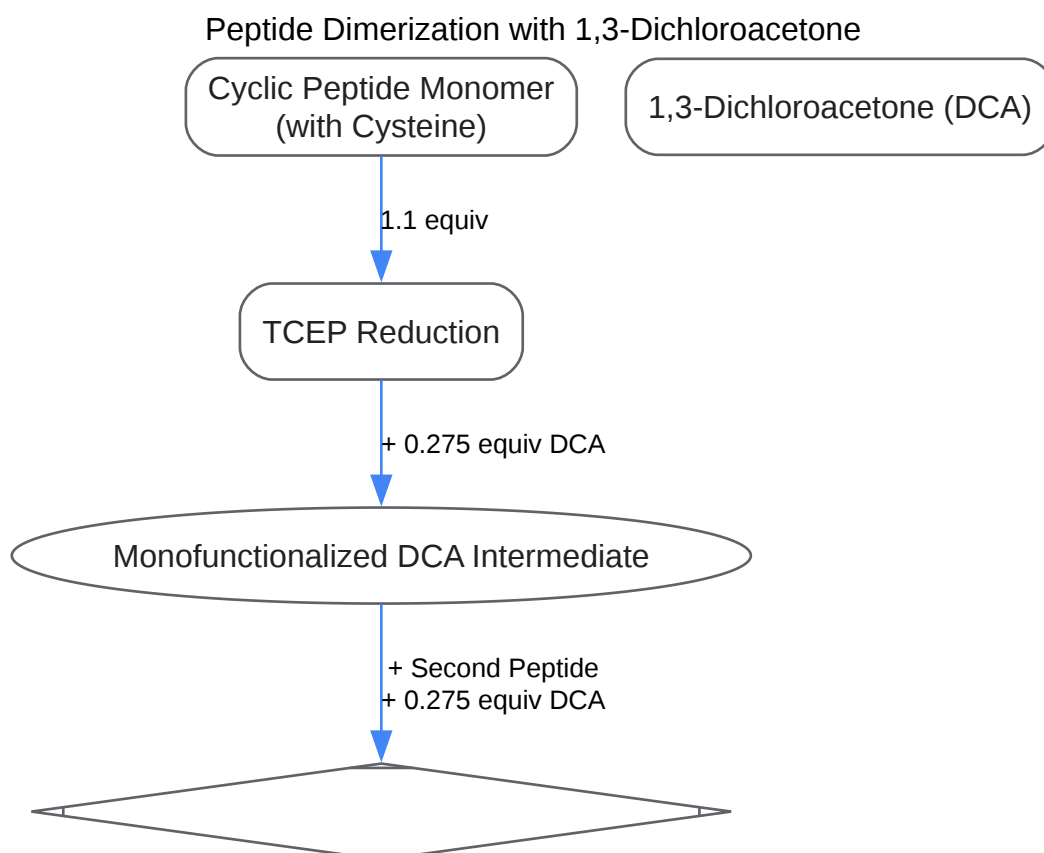 Peptide Dimerization with 1,3-Dichloroacetone
Cyclic Peptide Monomer
(with Cysteine)
1,3-Dichloroacetone (DCA)
1.1 equiv
TCEP Reduction
+ 0.275 equiv DCA
Monofunctionalized DCA Intermediate
+ Second Peptide
+ 0.275 equiv DCA